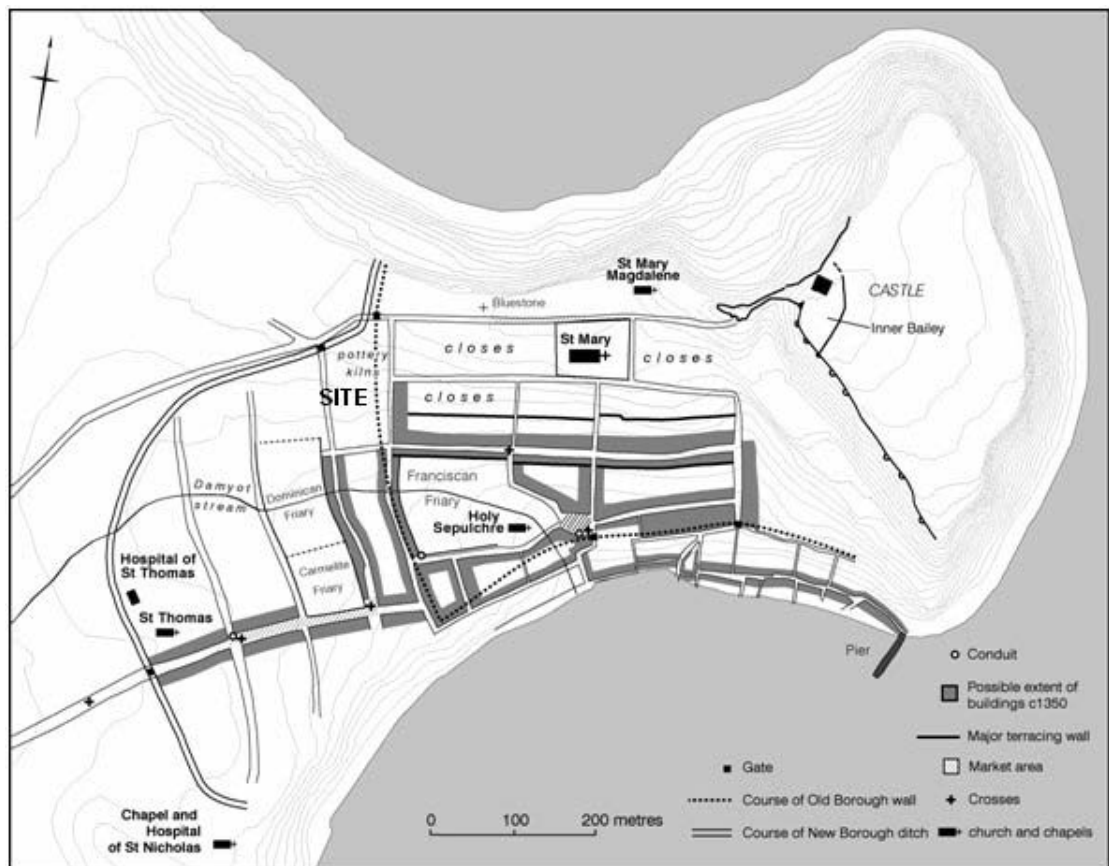 St Mary
Magdalene
Bluestone
CASTLE
Inner Bailey
St Mary
closes
closes
pottery
kilns
SITE
closes
Franciscan
Friary
Damyot
stream
Dominican
Friary
Holy
Sepulchre
Hospital of
St Thomas
Carmelite
Friary
St Thomas
Pier
Conduit
Possible extent of
buildings c1350
Major terracing wall
Gate
Market area
Course of Old Borough wall
Crosses
Course of New Borough ditch
church and chapels
Chapel and
Hospital
of St Nicholas
0 100 200 metres